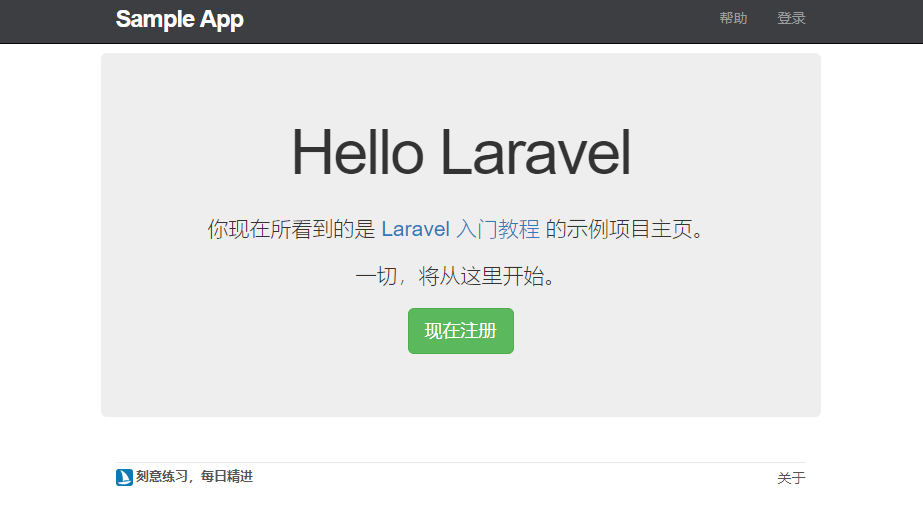 Sample App 帮助 登录
Hello Laravel
你现在所看到的是 Laravel 入门教程 的示例项目主页。
一切，将从这里开始。
现在注册
刻意练习，每日精进 关于